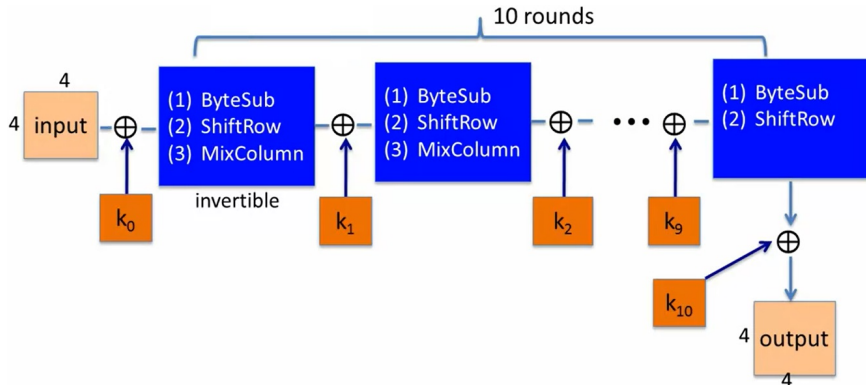 10 rounds
4
4
input
(1) ByteSub
(2) ShiftRow
(3) MixColumn
invertible
(1) ByteSub
(2) ShiftRow
(3) MixColumn
(1) ByteSub
(2) ShiftRow
k0
k1
k2
k9
k10
4
output
4